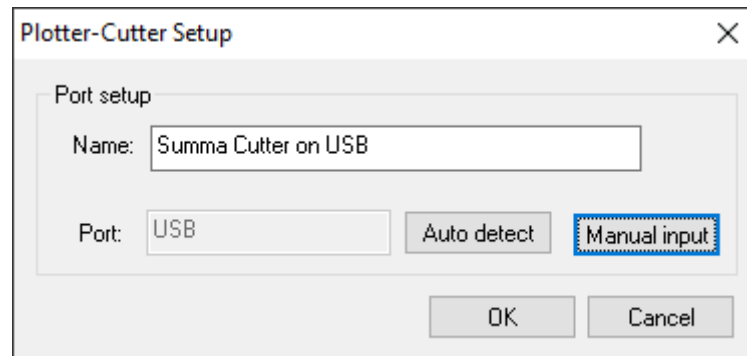 Plotter-Cutter Setup
Port setup
Name: Summa Cutter on USB
Port: USB Auto detect Manual input
OK Cancel